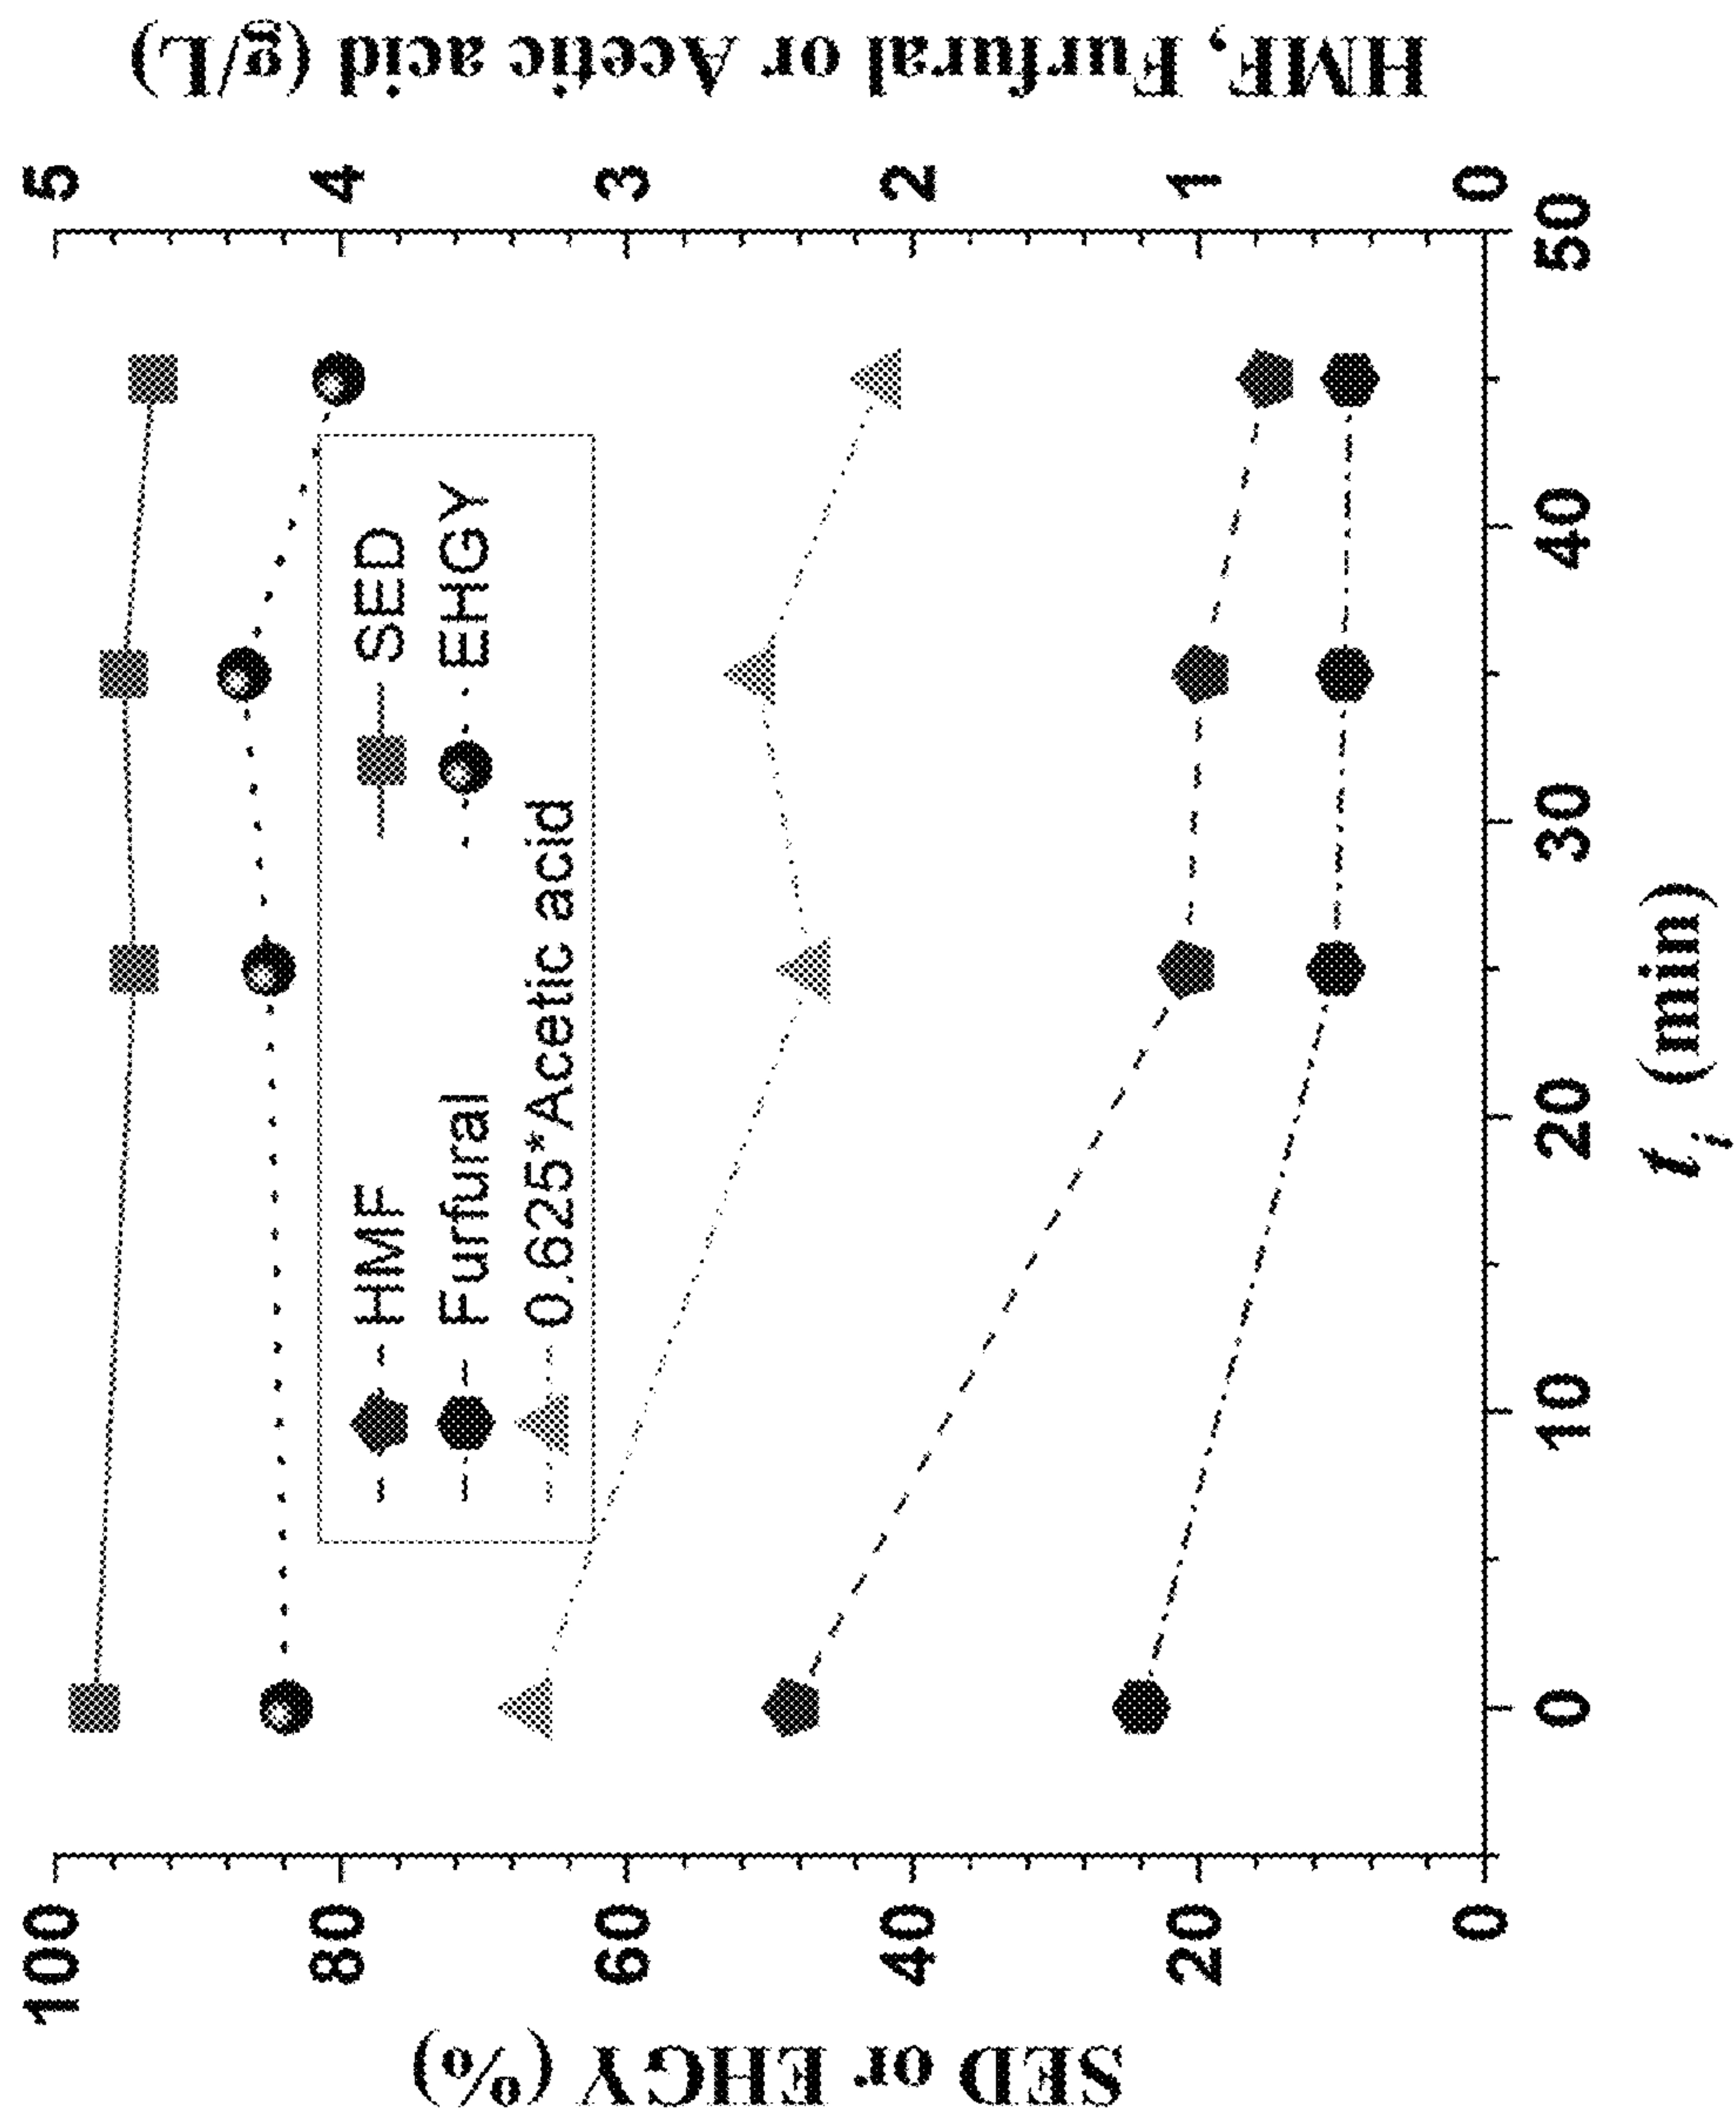 SED or EHGY (%)
100
80
60
40
20
0
HMF
Furfural
0.625*Acetic acid
SED
EHGY
5
4
3
2
1
0
HMF, Furfural or Acetic acid (g/L)
0
10
20
30
40
50
t i (min)